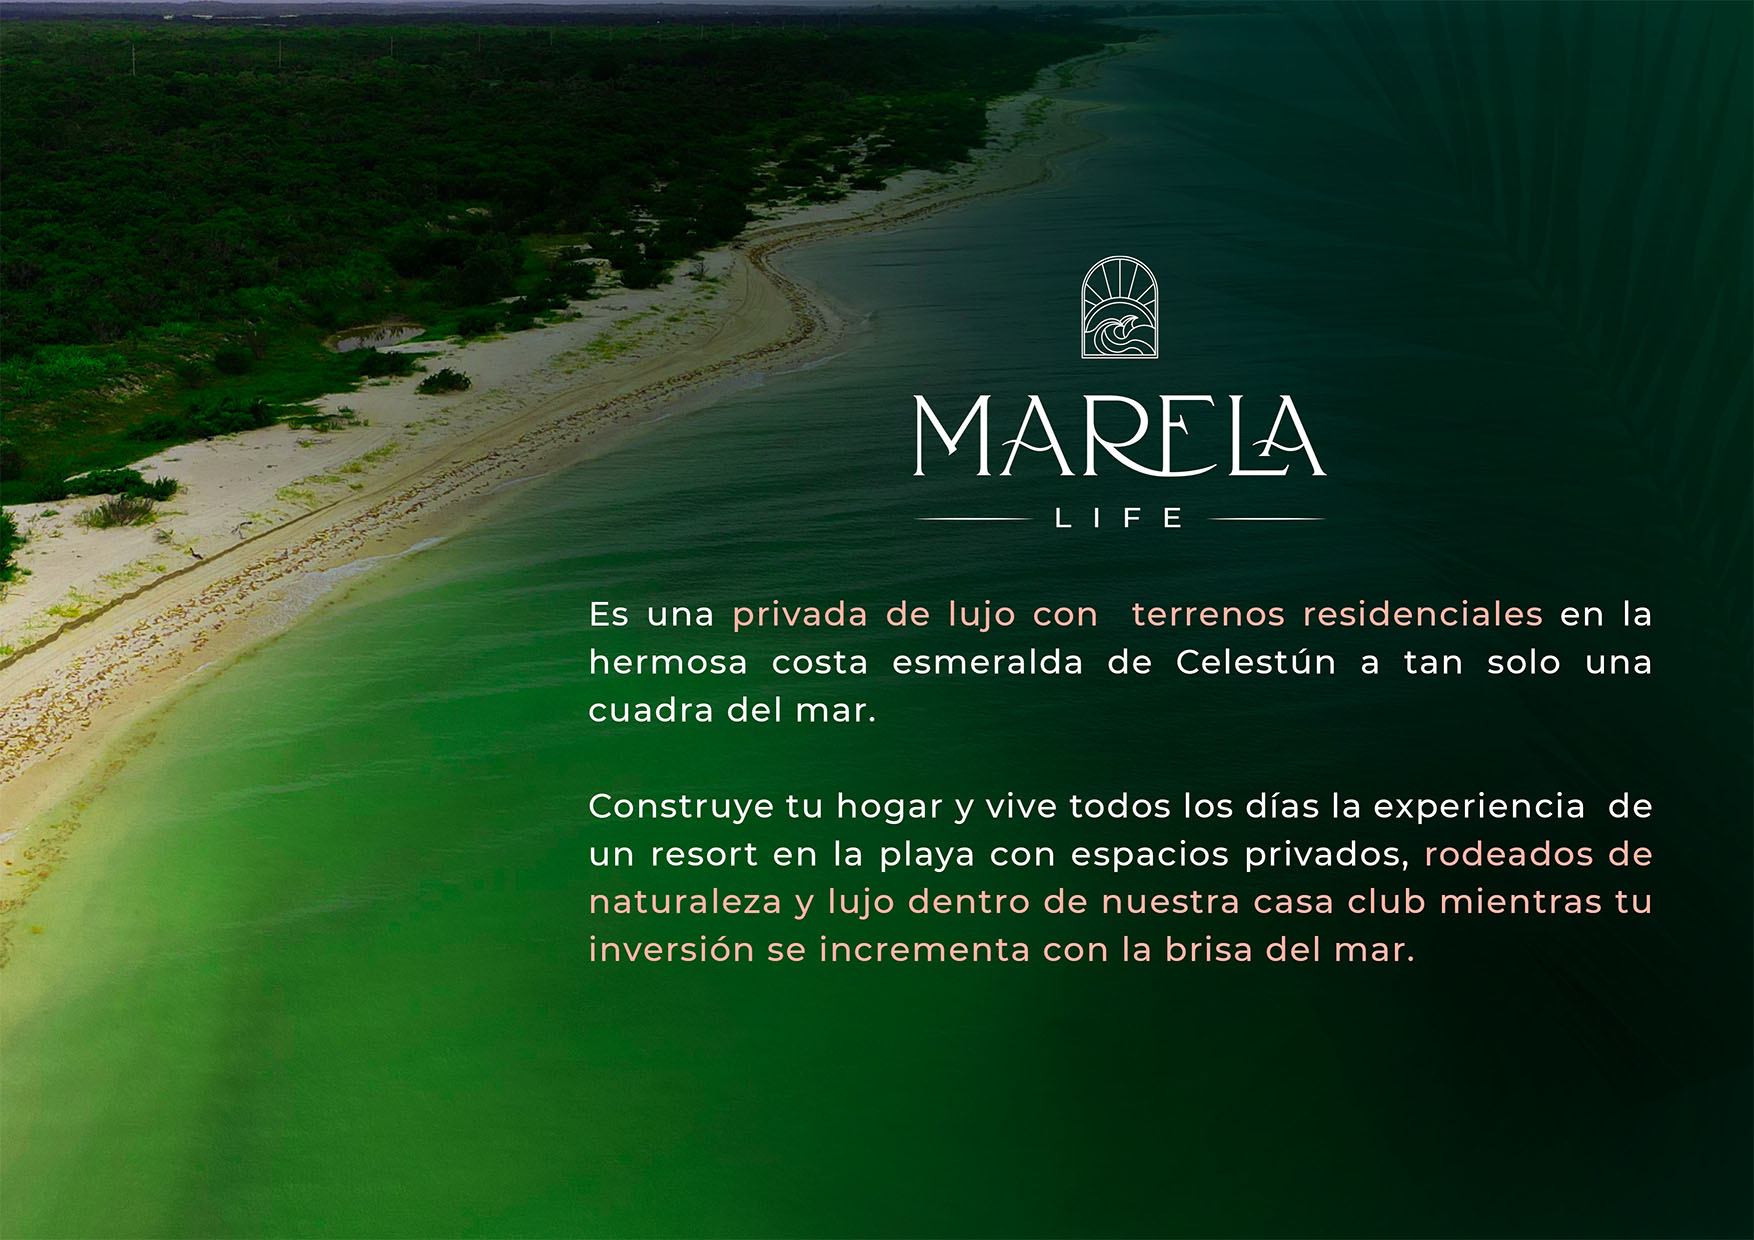 MARELA
LIFE
Es una privada de lujo con terrenos residenciales en la
hermosa costa esmeralda de Celestún a tan solo una
cuadra del mar.
Construye tu hogar y vive todos los días la experiencia de
un resort en la playa con espacios privados, rodeados de
naturaleza y lujo dentro de nuestra casa club mientras tu
inversión se incrementa con la brisa del mar.